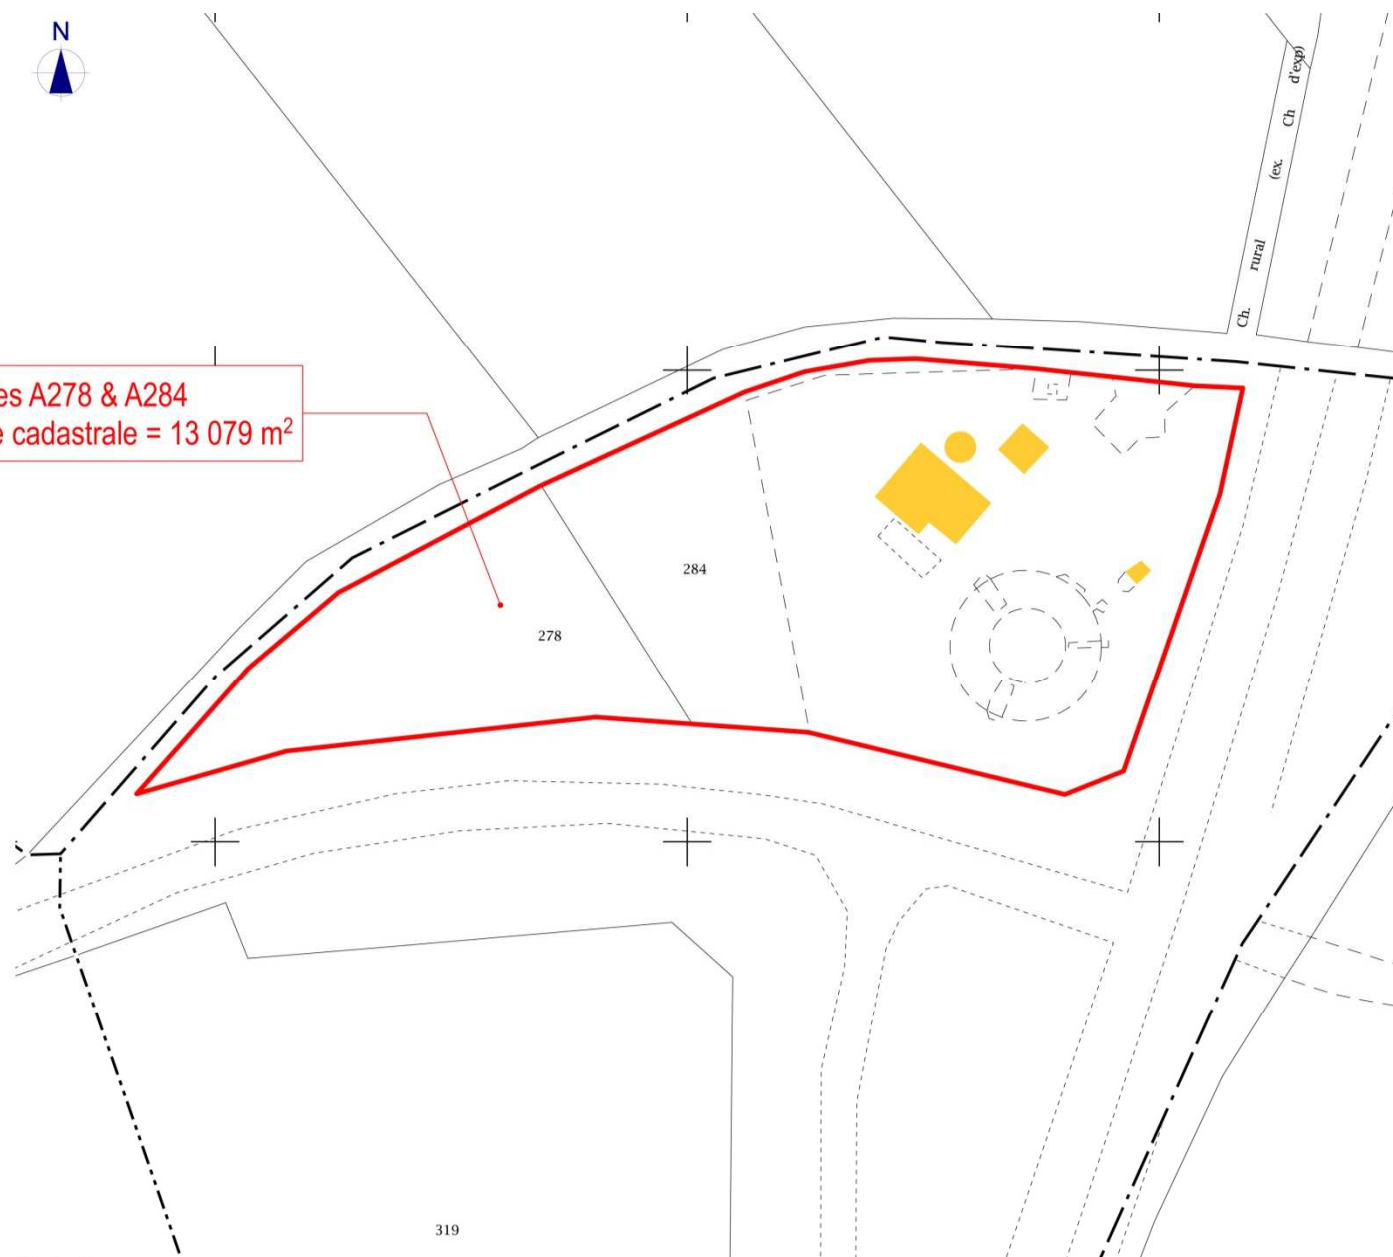 N
d'exp)
Ch
(ex.
rural
Ch.
es A278 & A284
e cadastrale = 13 079 m²
284
278
319